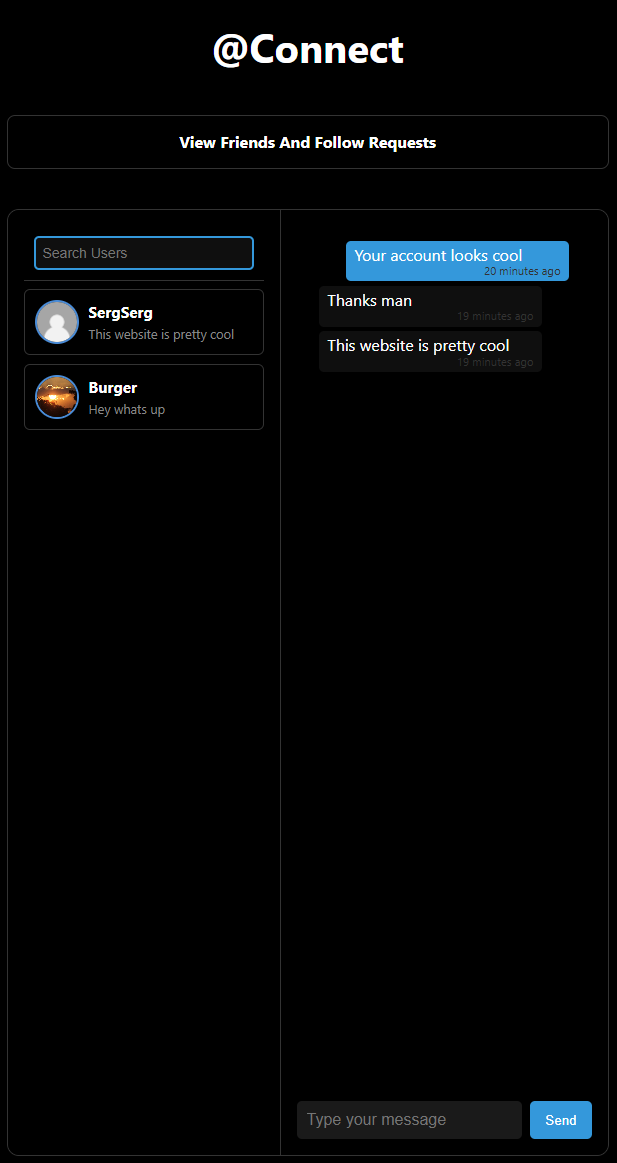 @Connect
View Friends And Follow Requests
Search Users
SergSerg
This website is pretty cool
Burger
Hey whats up
Your account looks cool
20 minutes ago
Thanks man
19 minutes ago
This website is pretty cool
19 minutes ago
Type your message
Send